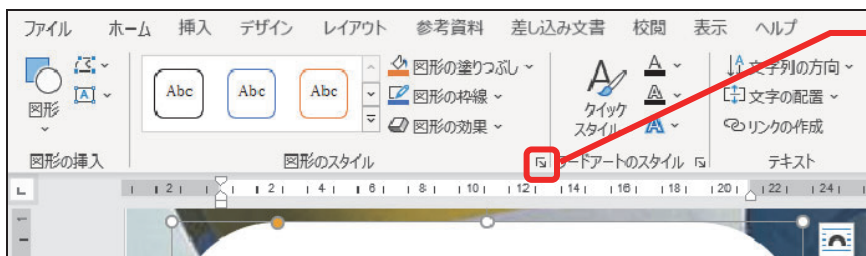 ファイル ホーム 挿入 デザイン レイアウト 参考資料 差し込み文書 校閲 表示 ヘルプ
図形
Abc Abc Abc
図形の塗りつぶし
図形の枠線
図形の効果
クイック
スタイル
文字列の方向
文字の配置
リンクの作成
図形の挿入 図形のスタイル ードアートのスタイル テキスト
2 2 4 6 8 10 12 14 16 18 20 22 24